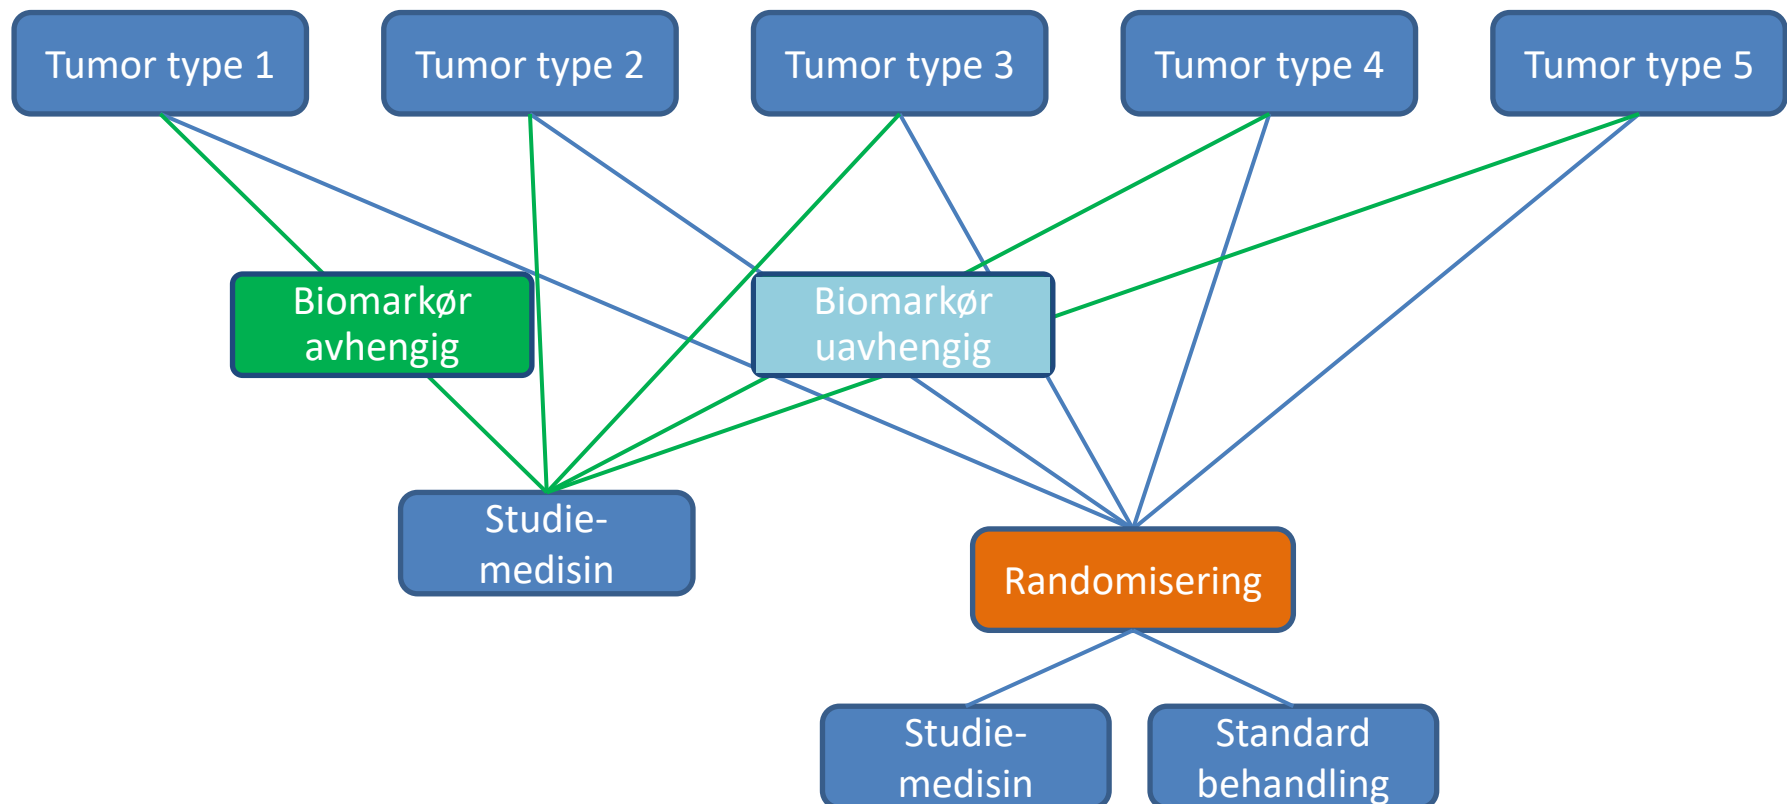 Tumor type 1
Tumor type 2
Tumor type 3
Tumor type 4
Tumor type 5
Biomarkør
avhengig
Biomarkør
uavhengig
Studie-
medisin
Randomisering
Studie-
medisin
Standard
behandling